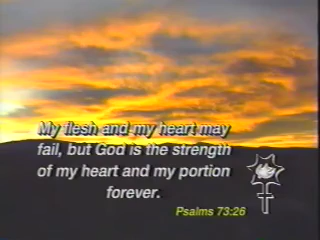 My flesh and my heart may
fail, but God is the strength
of my heart and my portion
forever.
Psalms 73:26